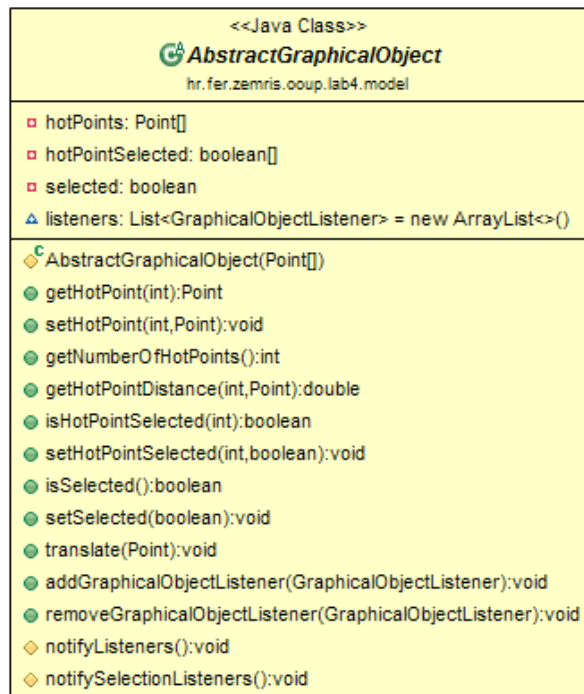 <<Java Class>>
AbstractGraphicalObject
hr.fer.zemris.ooup.lab4.model
hotPoints: Point[]
hotPointSelected: boolean[]
selected: boolean
listeners: List<GraphicalObjectListener> = new ArrayList<>()
AbstractGraphicalObject(Point[])
getHotPoint(int):Point
setHotPoint(int,Point):void
getNumberOfHotPoints():int
getHotPointDistance(int,Point):double
isHotPointSelected(int):boolean
setHotPointSelected(int,boolean):void
isSelected():boolean
setSelected(boolean):void
translate(Point):void
addGraphicalObjectListener(GraphicalObjectListener):void
removeGraphicalObjectListener(GraphicalObjectListener):void
notifyListeners():void
notifySelectionListeners():void